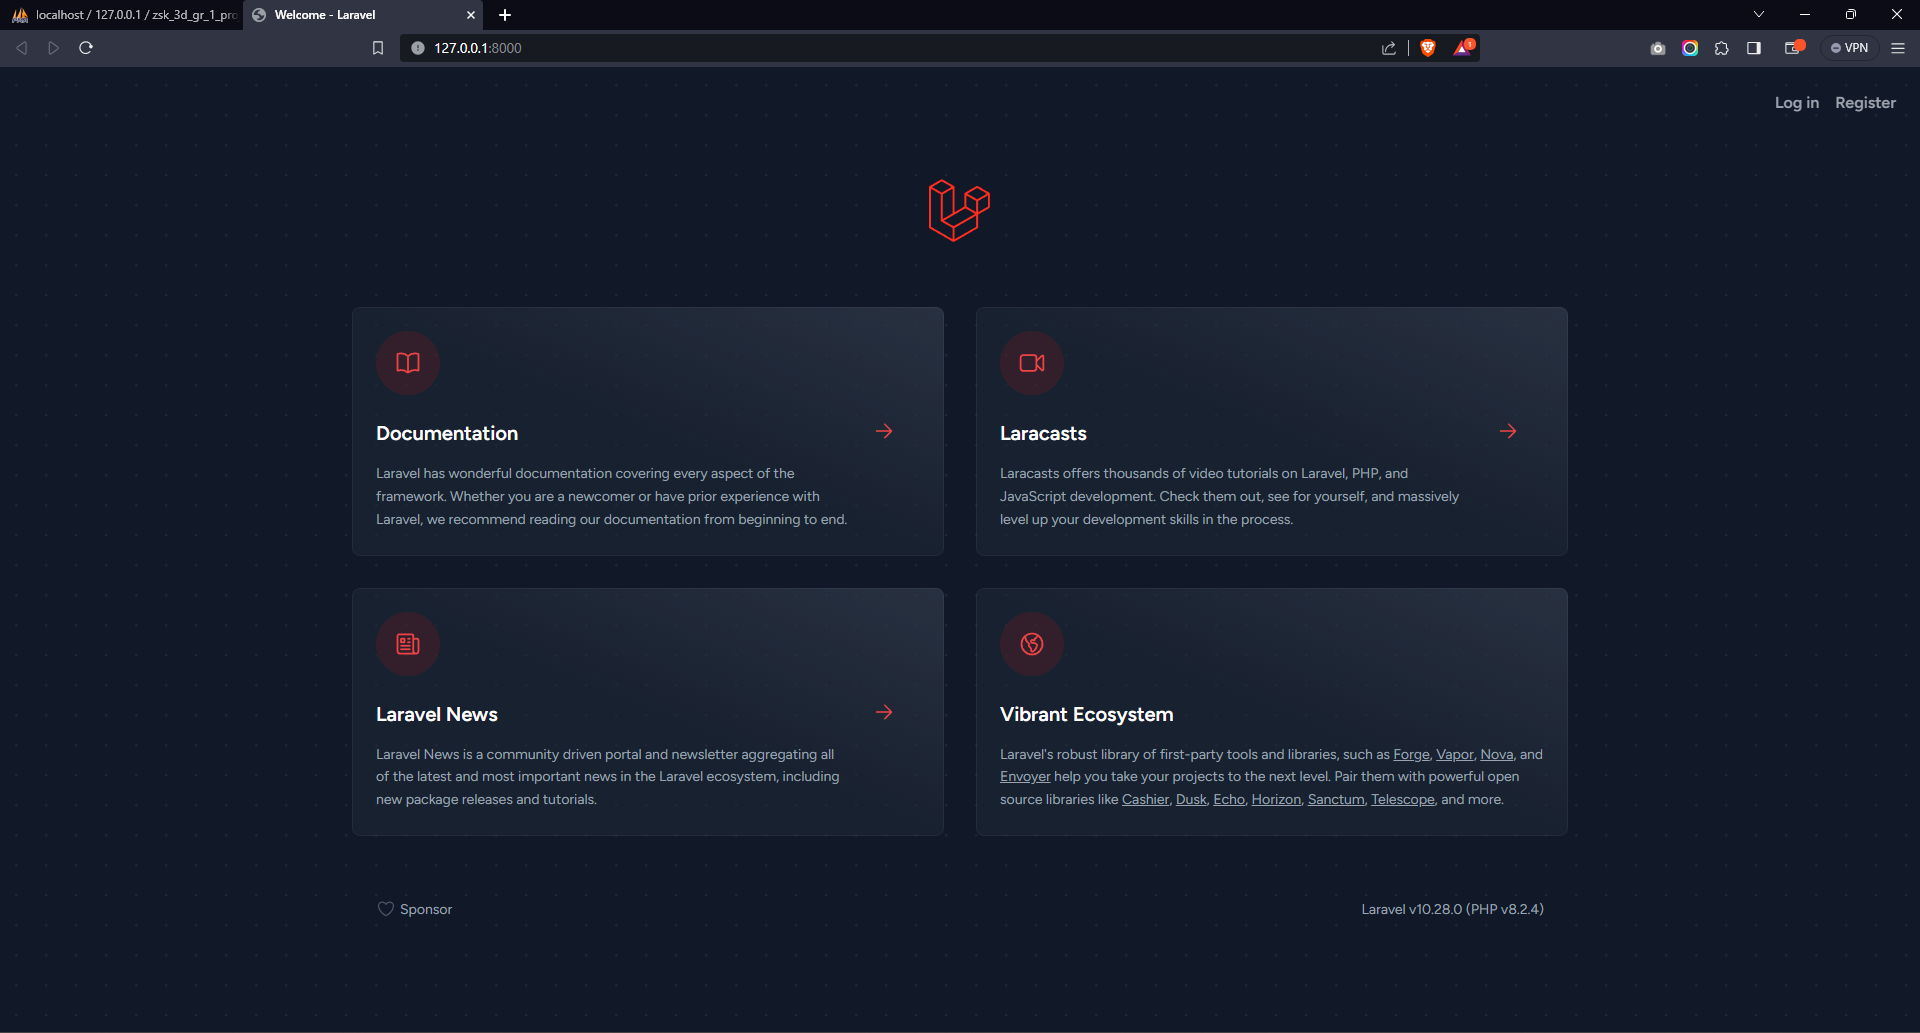 localhost / 127.0.0.1 / zsk_3d_gr_1_pro
Welcome - Laravel
127.0.0.1:8000
1
VPN
Log in
Register
Documentation
Laravel has wonderful documentation covering every aspect of the
framework. Whether you are a newcomer or have prior experience with
Laravel, we recommend reading our documentation from beginning to end.
Laracasts
Laracasts offers thousands of video tutorials on Laravel, PHP, and
JavaScript development. Check them out, see for yourself, and massively
level up your development skills in the process.
Laravel News
Laravel News is a community driven portal and newsletter aggregating all
of the latest and most important news in the Laravel ecosystem, including
new package releases and tutorials.
Vibrant Ecosystem
Laravel's robust library of first-party tools and libraries, such as Forge, Vapor, Nova, and
Envoyer help you take your projects to the next level. Pair them with powerful open
source libraries like Cashier, Dusk, Echo, Horizon, Sanctum, Telescope, and more.
Sponsor
Laravel v10.28.0 (PHP v8.2.4)